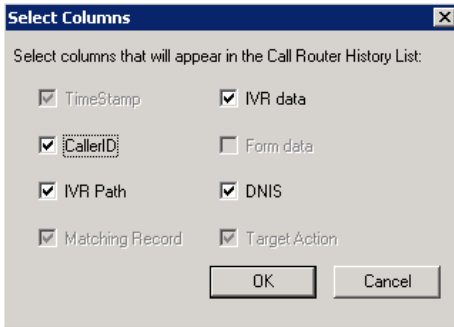 Select Columns
Select columns that will appear in the Call Router History List:
TimeStamp
IVR data
CallerID
Form data
IVR Path
DNIS
Matching Record
Target Action
OK
Cancel